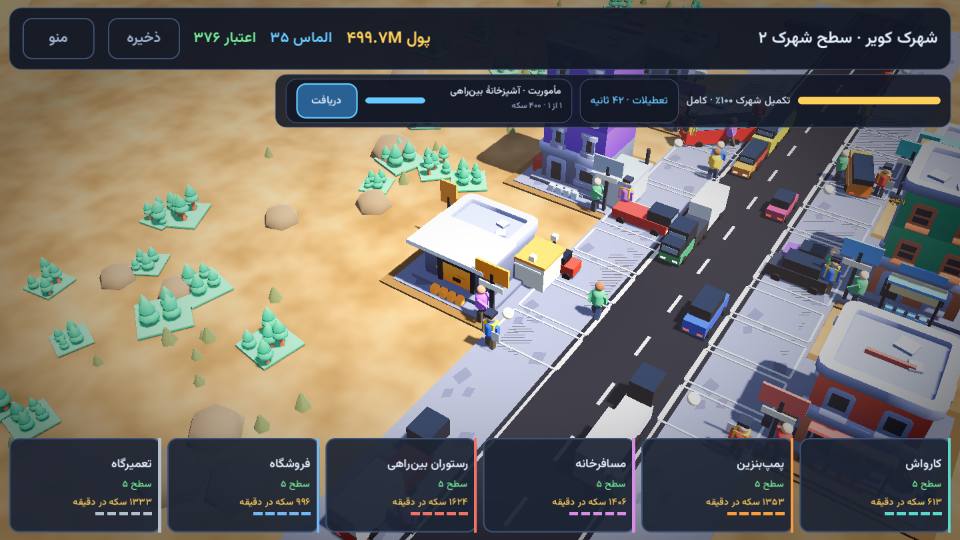 شهرک کویر · سطح شهرک ۲
پول ۴۹۹.۷M
الماس ۳۵
اعتبار ۳۷۶
ذخیره
منو
تکمیل شهرک ۱۰۰٪ · کامل
تعطیلات · ۴۲ ثانیه
مأموریت · آشپزخانهٔ بین‌راهی
۱ از ۱ · ۴۰۰ سکه
دریافت
کارواش
سطح ۵
۶۱۳ سکه در دقیقه
پمپ‌بنزین
سطح ۵
۱۳۵۳ سکه در دقیقه
مسافرخانه
سطح ۵
۱۴۰۶ سکه در دقیقه
رستوران بین‌راهی
سطح ۵
۱۶۲۴ سکه در دقیقه
فروشگاه
سطح ۵
۹۹۶ سکه در دقیقه
تعمیرگاه
سطح ۵
۱۳۳۳ سکه در دقیقه